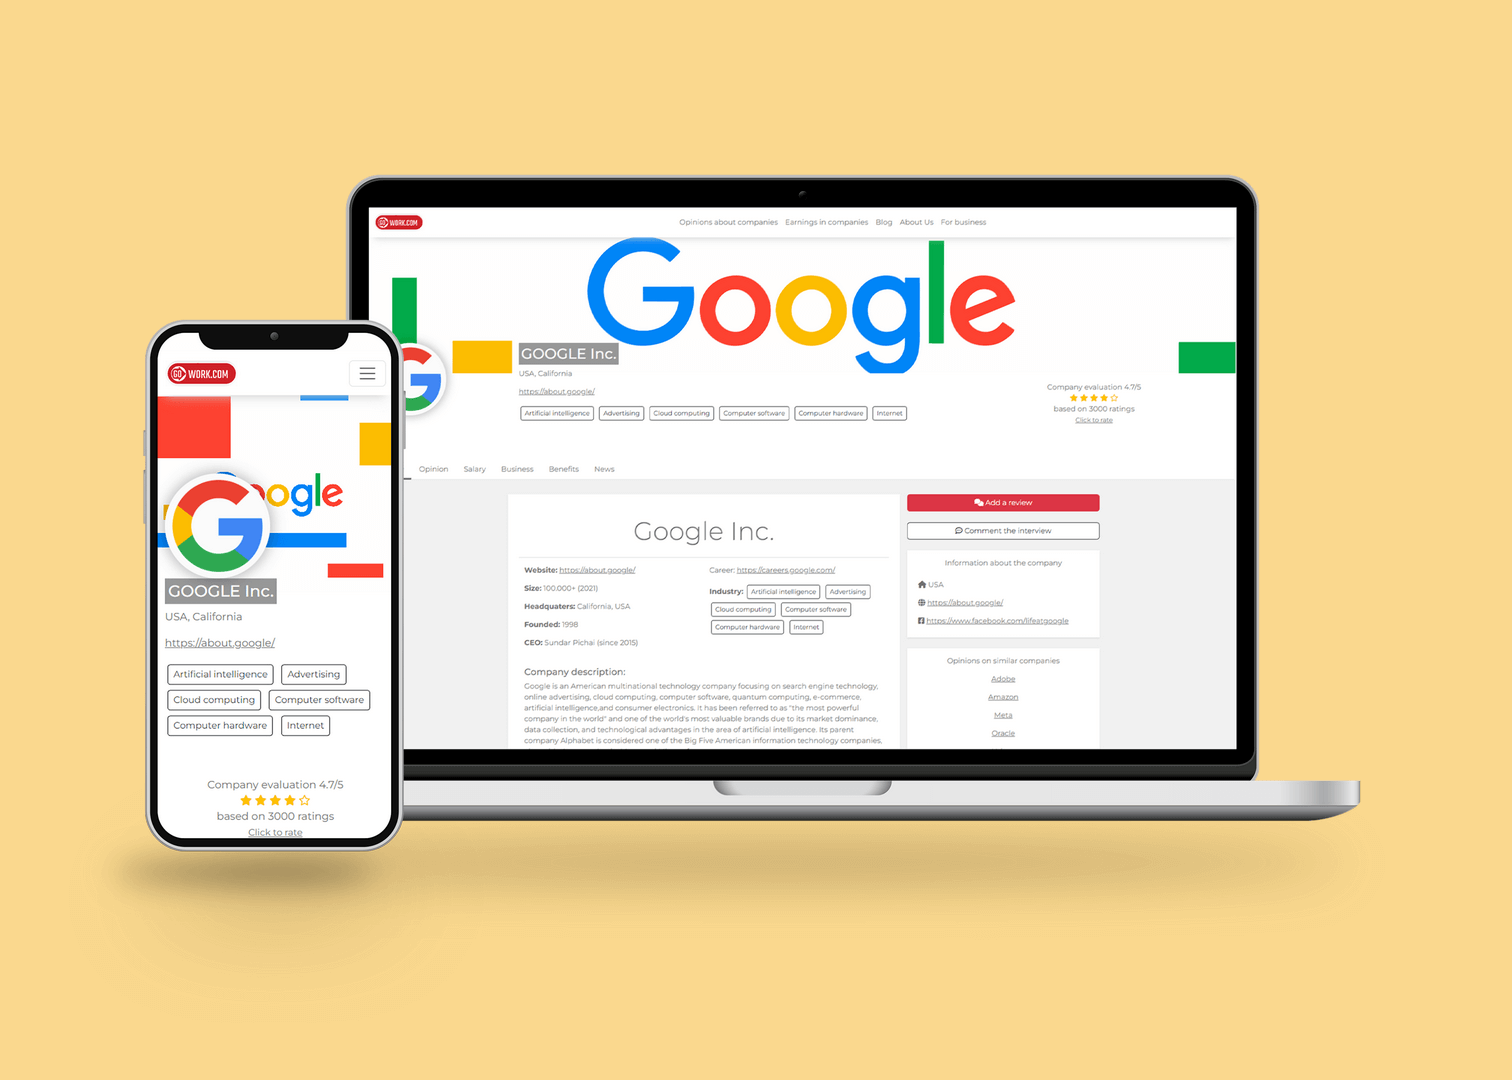 GO WORK.COM
Opinions about companies Earnings in companies Blog About Us For business
Google
GOOGLE Inc.
USA, California
https://about.google/
Artificial intelligence Advertising Cloud computing Computer software Computer hardware Internet
Company evaluation 4.7/5
based on 3000 ratings
Click to rate
Opinion Salary Business Benefits News
Google Inc.
Website: https://about.google/
Size: 100.000+ (2021)
Headquaters: California, USA
Founded: 1998
CEO: Sundar Pichai (since 2015)
Career: https://careers.google.com/
Industry: Artificial intelligence Advertising
Cloud computing Computer software
Computer hardware Internet
Company description:
Google is an American multinational technology company focusing on search engine technology,
online advertising, cloud computing, computer software, quantum computing, e-commerce,
artificial intelligence,and consumer electronics. It has been referred to as "the most powerful
company in the world" and one of the world's most valuable brands due to its market dominance,
data collection, and technological advantages in the area of artificial intelligence. Its parent
company Alphabet is considered one of the Big Five American information technology companies,
Add a review
Comment the interview
Information about the company
USA
https://about.google/
https://www.facebook.com/lifeatgoogle
Opinions on similar companies
Adobe
Amazon
Meta
Oracle
GO WORK.COM
ogle
G
GOOGLE Inc.
USA, California
https://about.google/
Artificial intelligence Advertising
Cloud computing Computer software
Computer hardware Internet
Company evaluation 4.7/5
based on 3000 ratings
Click to rate